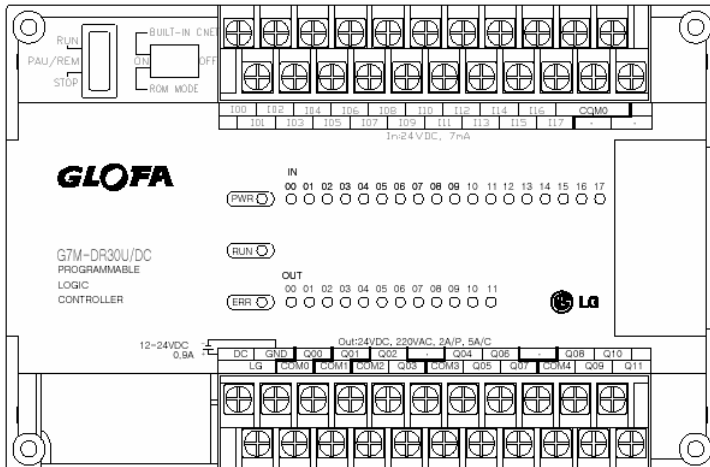 RUN
PAU/REM
STOP
BUILT-IN CNET
ON OFF
ROM MODE
I00 I02 I04 I06 I08 I10 I12 I14 I16 COM0
I01 I03 I05 I07 I09 I11 I13 I15 I17 · ·
In:24VDC, 7mA
GLOFA
IN
00 01 02 03 04 05 06 07 08 09 10 11 12 13 14 15 16 17
PWR
RUN
G7M-DR30U/DC
PROGRAMMABLE
LOGIC
CONTROLLER
OUT
00 01 02 03 04 05 06 07 08 09 10 11
ERR
LG
12-24VDC
0.9A
Out:24VDC, 220VAC, 2A/P, 5A/C
DC GND Q00 Q01 Q02 · Q04 Q06 · Q08 Q10
LG COM0 COM1 COM2 Q03 COM3 Q05 Q07 COM4 Q09 Q11